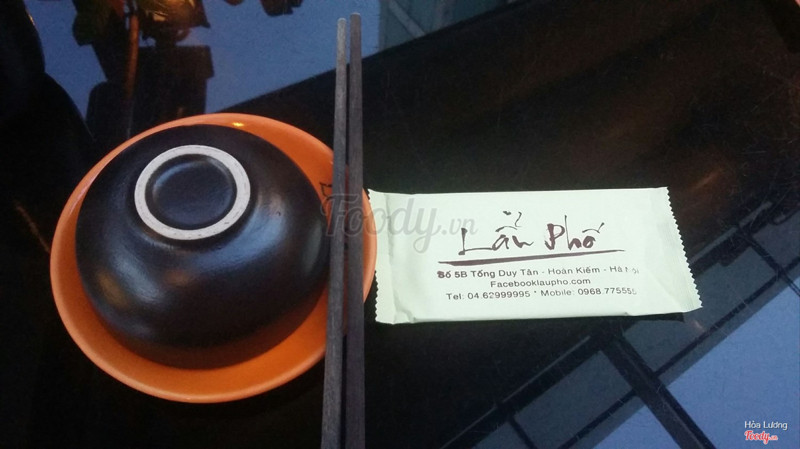 Foody.vn
Lẩu Phố
Số 5B Tống Duy Tân - Hoàn Kiếm - Hà Nội
Facebooklaupho.com
Tel: 04.62999995 * Mobile: 0968.775555
Hòa Lương
Foody.vn